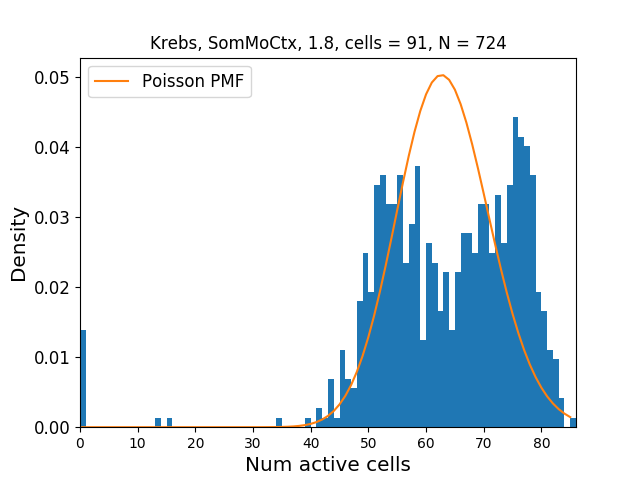 Krebs, SomMoCtx, 1.8, cells = 91, N = 724
Poisson PMF
0.05
0.04
0.03
0.02
0.01
0.00
Density
0 10 20 30 40 50 60 70 80
Num active cells